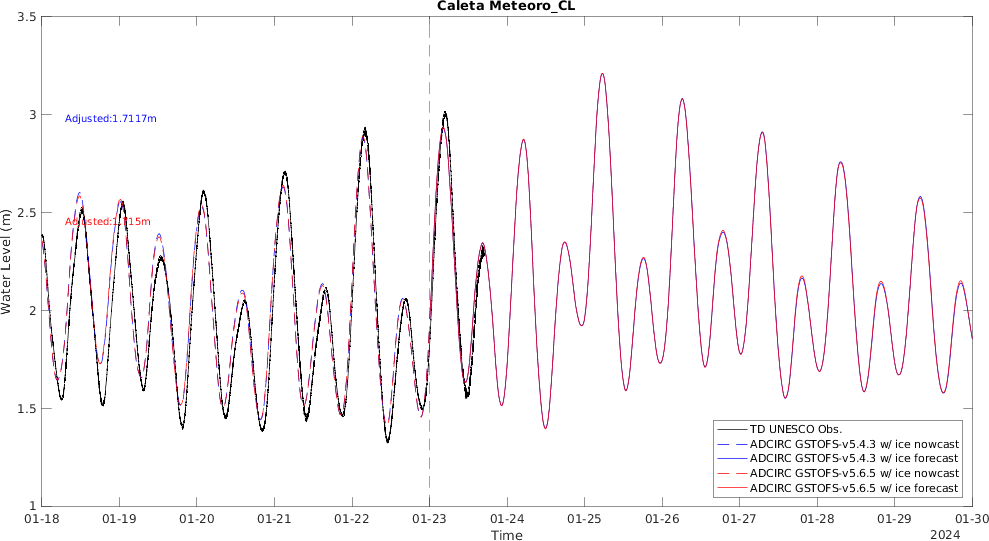 Caleta Meteoro_CL
3.5
3
2.5
2
1.5
1
Water Level (m)
Adjusted:1.7117m
Adjusted:1.715m
TD UNESCO Obs.
ADCIRC GSTOFS-v5.4.3 w/ ice nowcast
ADCIRC GSTOFS-v5.4.3 w/ ice forecast
ADCIRC GSTOFS-v5.6.5 w/ ice nowcast
ADCIRC GSTOFS-v5.6.5 w/ ice forecast
01-18 01-19 01-20 01-21 01-22 01-23 01-24 01-25 01-26 01-27 01-28 01-29 01-30
Time
2024